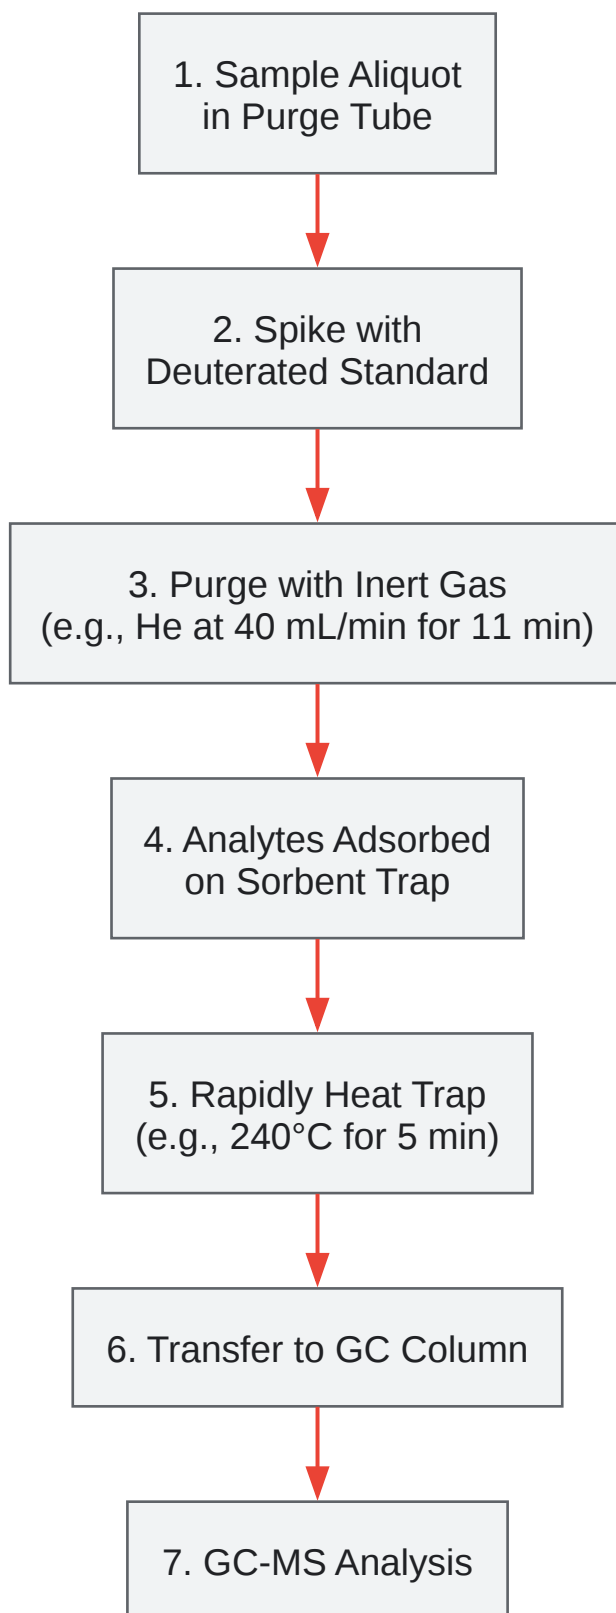 1. Sample Aliquot
in Purge Tube
2. Spike with
Deuterated Standard
3. Purge with Inert Gas
(e.g., He at 40 mL/min for 11 min)
4. Analytes Adsorbed
on Sorbent Trap
5. Rapidly Heat Trap
(e.g., 240°C for 5 min)
6. Transfer to GC Column
7. GC-MS Analysis